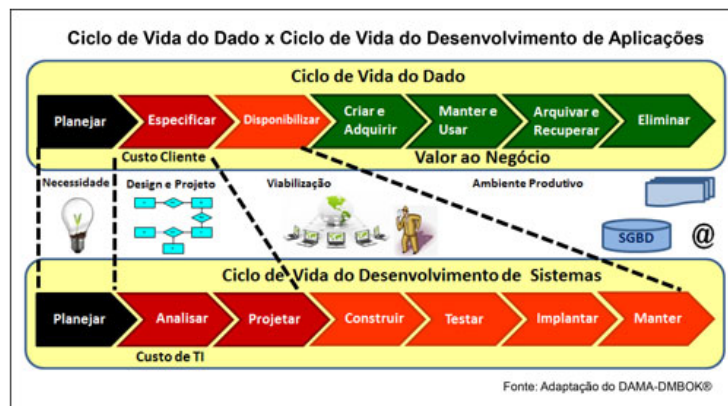 Ciclo de Vida do Dado x Ciclo de Vida do Desenvolvimento de Aplicações
Ciclo de Vida do Dado
Planejar
Especificar
Disponibilizar
Criar e
Adquirir
Manter e
Usar
Arquivar e
Recuperar
Eliminar
Custo Cliente
Valor ao Negócio
Necessidade
Design e Projeto
Viabilização
Ambiente Produtivo
SGBD
@
Ciclo de Vida do Desenvolvimento de Sistemas
Planejar
Analisar
Projetar
Construir
Testar
Implantar
Manter
Custo de TI
Fonte: Adaptação do DAMA-DMBOK®